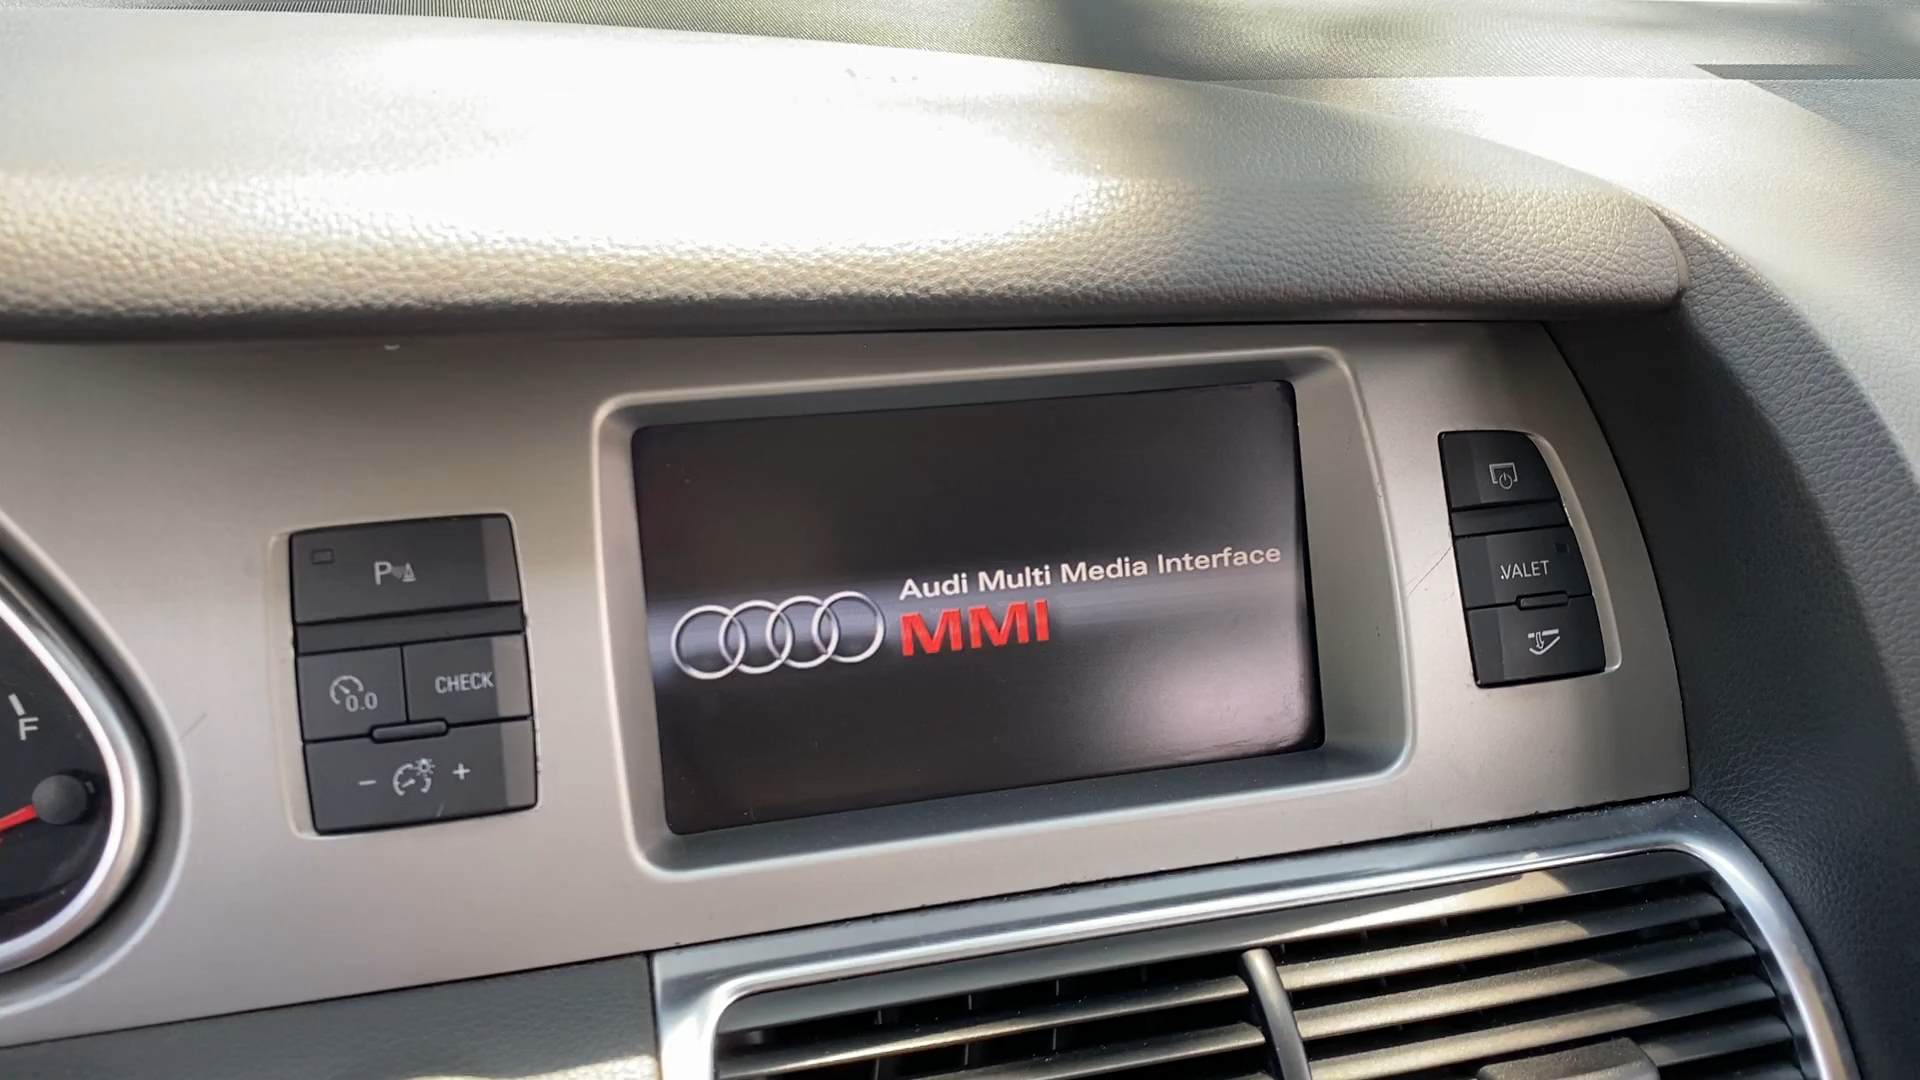 F
P
0.0
CHECK
- +
Audi Multi Media Interface
MMI
VALET